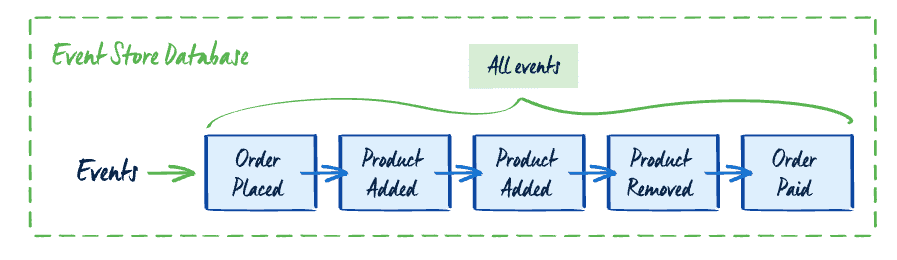 Event Store Database
All events
Events
Order
Placed
Product
Added
Product
Added
Product
Removed
Order
Paid